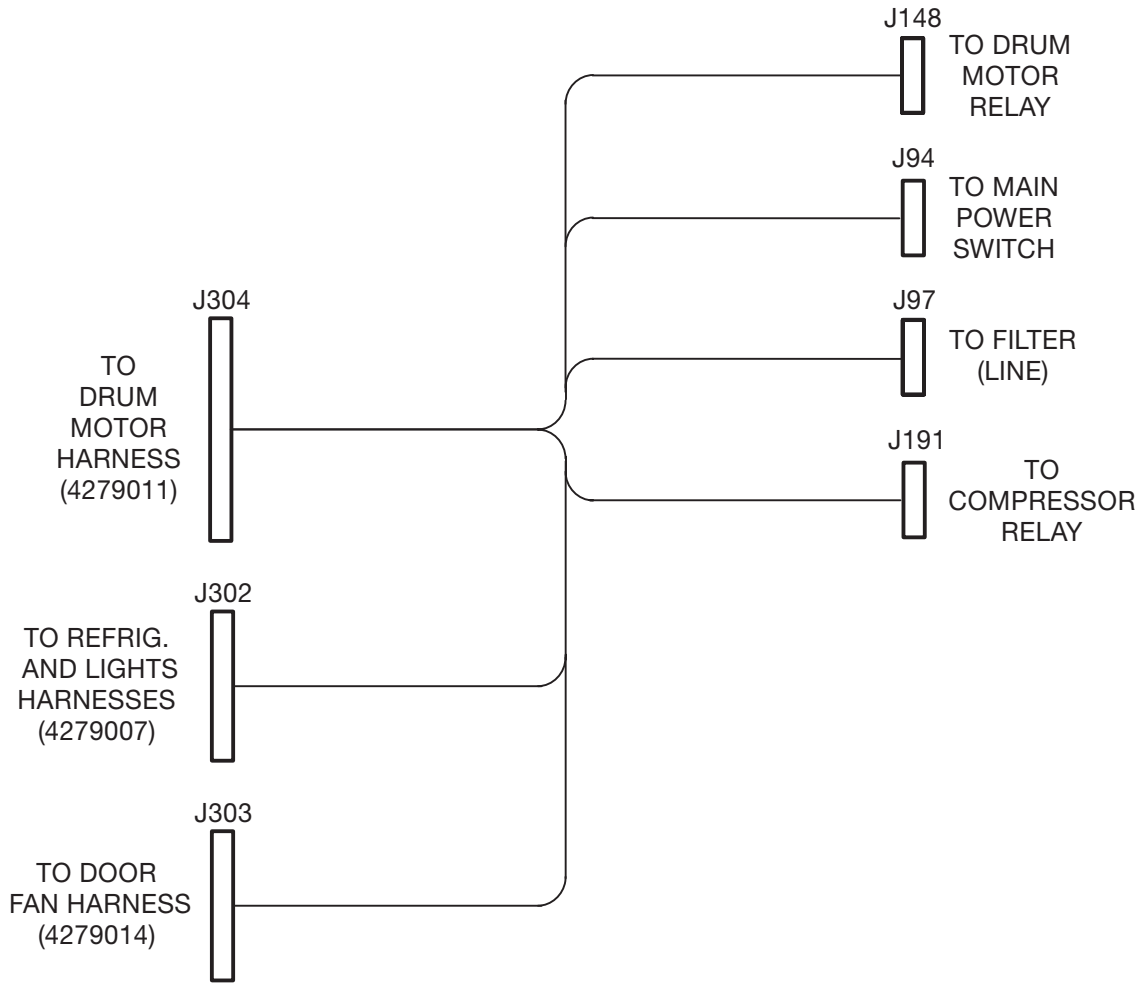 J148
TO DRUM
MOTOR
RELAY
J94
TO MAIN
POWER
SWITCH
J304
TO
DRUM
MOTOR
HARNESS
(4279011)
J97
TO FILTER
(LINE)
J191
TO
COMPRESSOR
RELAY
J302
TO REFRIG.
AND LIGHTS
HARNESSES
(4279007)
J303
TO DOOR
FAN HARNESS
(4279014)